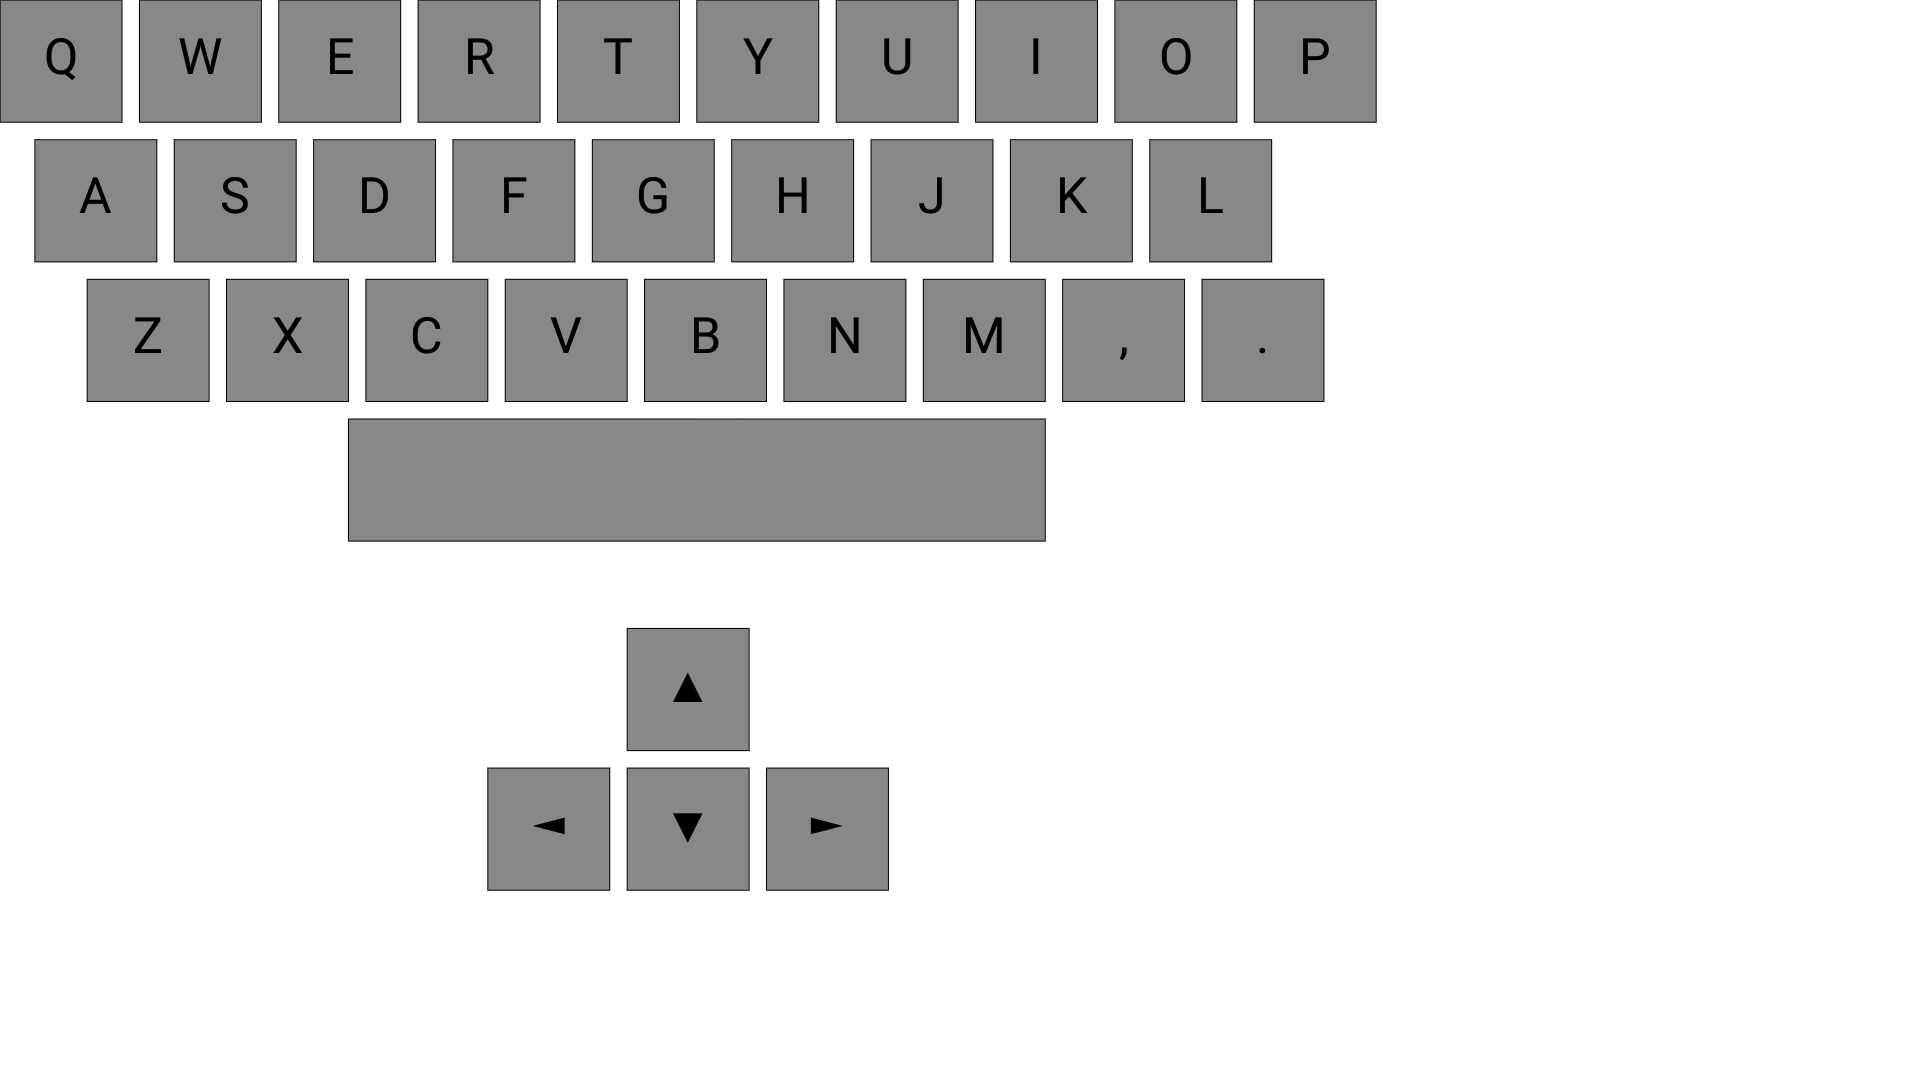 Q W E R T Y U I O P
A S D F G H J K L
Z X C V B N M , .
▲
◄ ▼ ►